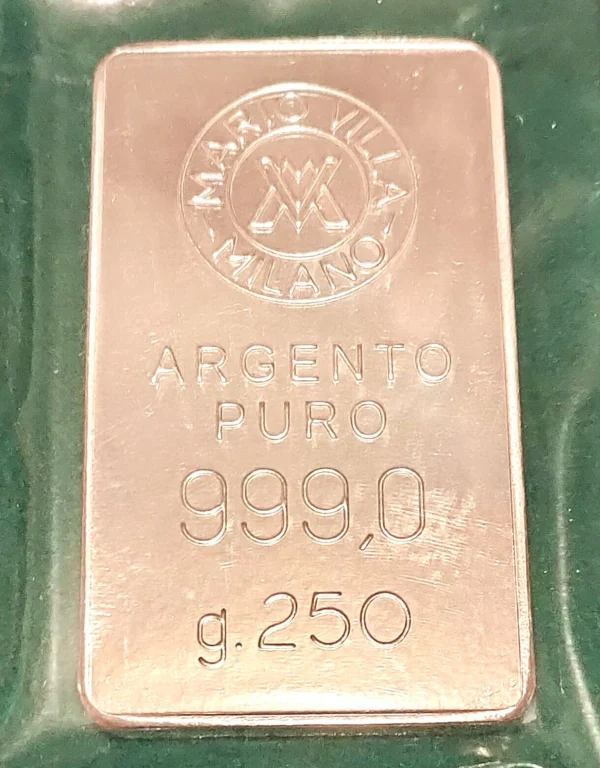 MARIO VILLA
MILANO
ARGENTO
PURO
999,0
g.250